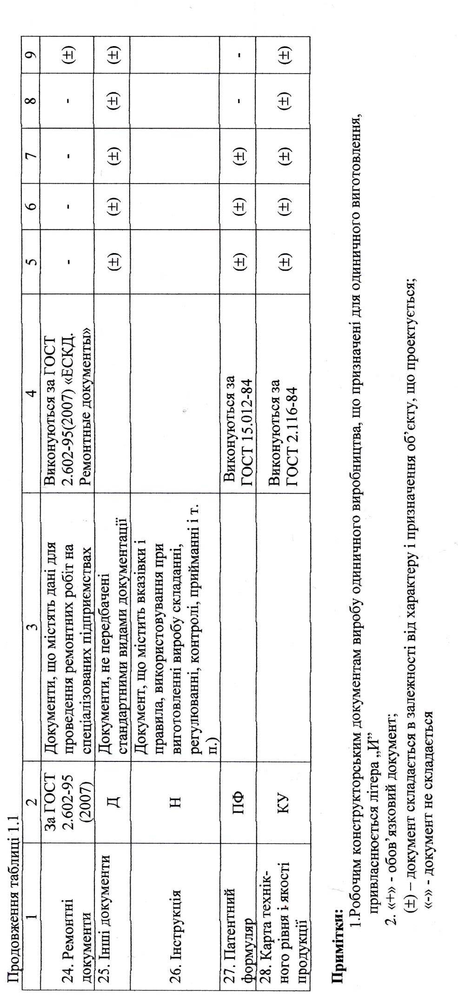 Продовження таблиці 1.1
1 2 3 4 5 6 7 8 9
24. Ремонтні документи
За ГОСТ 2.602-95 (2007)
Документи, що містять дані для
проведення ремонтних робіт на
спеціалізованих підприємствах
Виконуються за ГОСТ
2.602-95(2007) «ЕСКД.
Ремонтные документы»
- - - - (±)
25. Інші документи
Д
Документи, не передбачені
стандартними видами документації
(±) (±) (±) (±) (±)
26. Інструкція
Н
Документ, що містить вказівки і
правила, використовування при
виготовленні виробу складанні,
регулюванні, контролі, прийманні і т.
п.)
27. Патентний
формуляр
ПФ
Виконуються за
ГОСТ 15.012-84
(±) (±) (±) - -
28. Карта технік-
ного рівня і якості
продукції
КУ
Виконуються за
ГОСТ 2.116-84
(±) (±) (±) (±) (±)
Примітки:
1.Робочим конструкторським документам виробу одиничного виробництва, що призначені для одиничного виготовлення,
привласнюється літера „И”
2. «+» - обов’язковий документ;
(±) – документ складається в залежності від характеру і призначення об’єкту, що проектується;
«-» - документ не складається